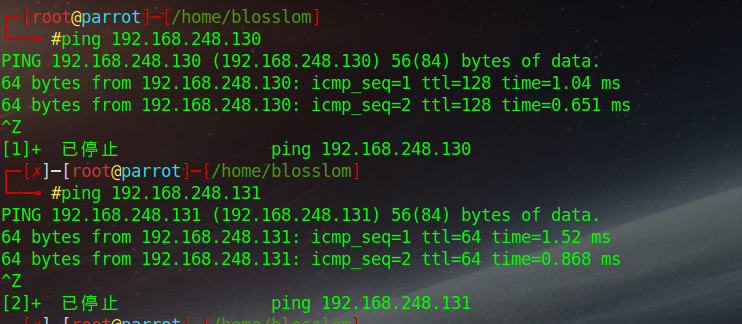 ┌─[root@parrot]─[/home/blosslom]
└──╼ #ping 192.168.248.130
PING 192.168.248.130 (192.168.248.130) 56(84) bytes of data.
64 bytes from 192.168.248.130: icmp_seq=1 ttl=128 time=1.04 ms
64 bytes from 192.168.248.130: icmp_seq=2 ttl=128 time=0.651 ms
^Z
[1]+  已停止               ping 192.168.248.130
┌─[✗]─[root@parrot]─[/home/blosslom]
└──╼ #ping 192.168.248.131
PING 192.168.248.131 (192.168.248.131) 56(84) bytes of data.
64 bytes from 192.168.248.131: icmp_seq=1 ttl=64 time=1.52 ms
64 bytes from 192.168.248.131: icmp_seq=2 ttl=64 time=0.868 ms
^Z
[2]+  已停止               ping 192.168.248.131
┌─[✗]─[root@parrot]─[/home/blosslom]